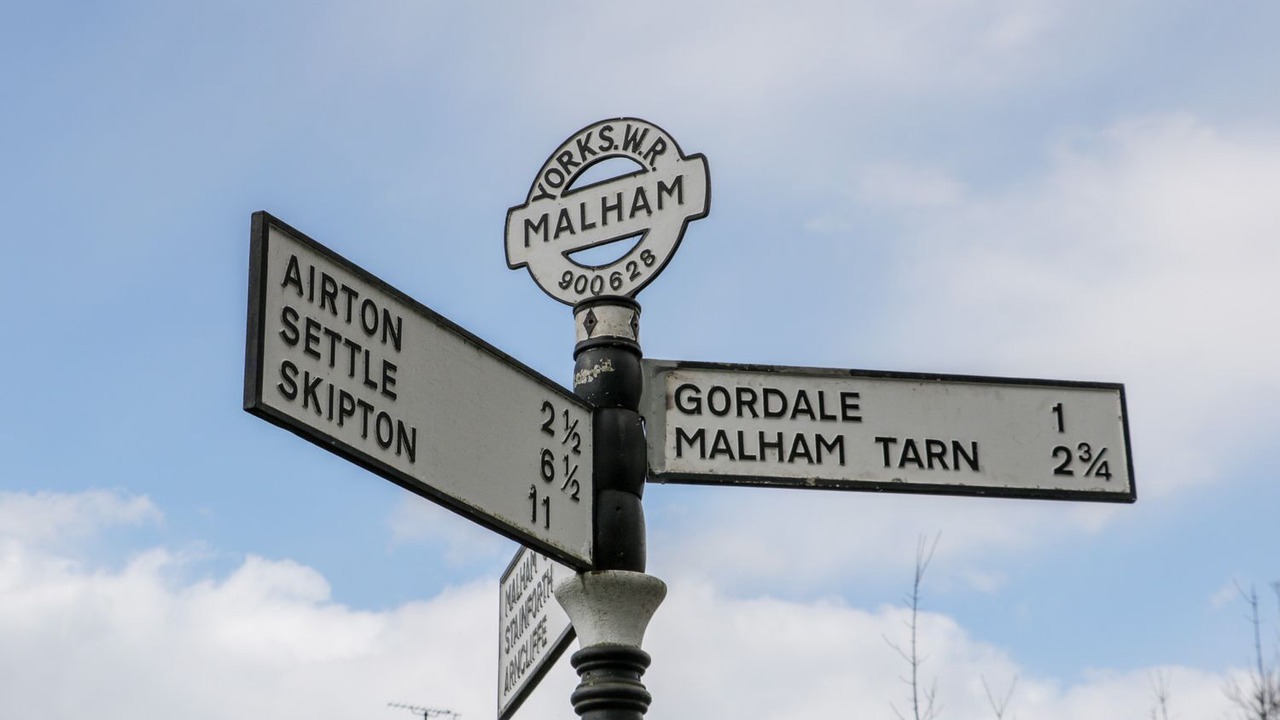 YORKS.W.R.
MALHAM
900628
AIRTON 2½
SETTLE 6½
SKIPTON 11
GORDALE 1
MALHAM TARN 2¾
MALHAM
STAINFORTH
ARNCLIFFE